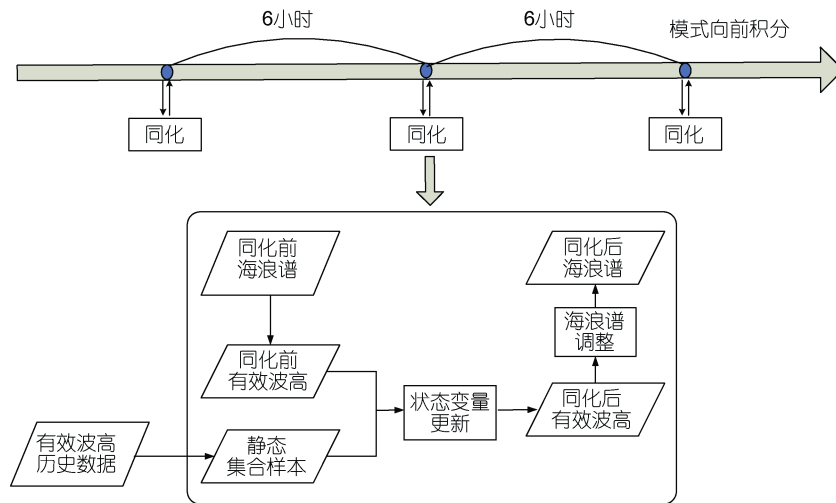 6小时
6小时
模式向前积分
同化
同化
同化
同化前
海浪谱
同化后
海浪谱
海浪谱
调整
同化前
有效波高
状态变量
更新
同化后
有效波高
有效波高
历史数据
静态
集合样本